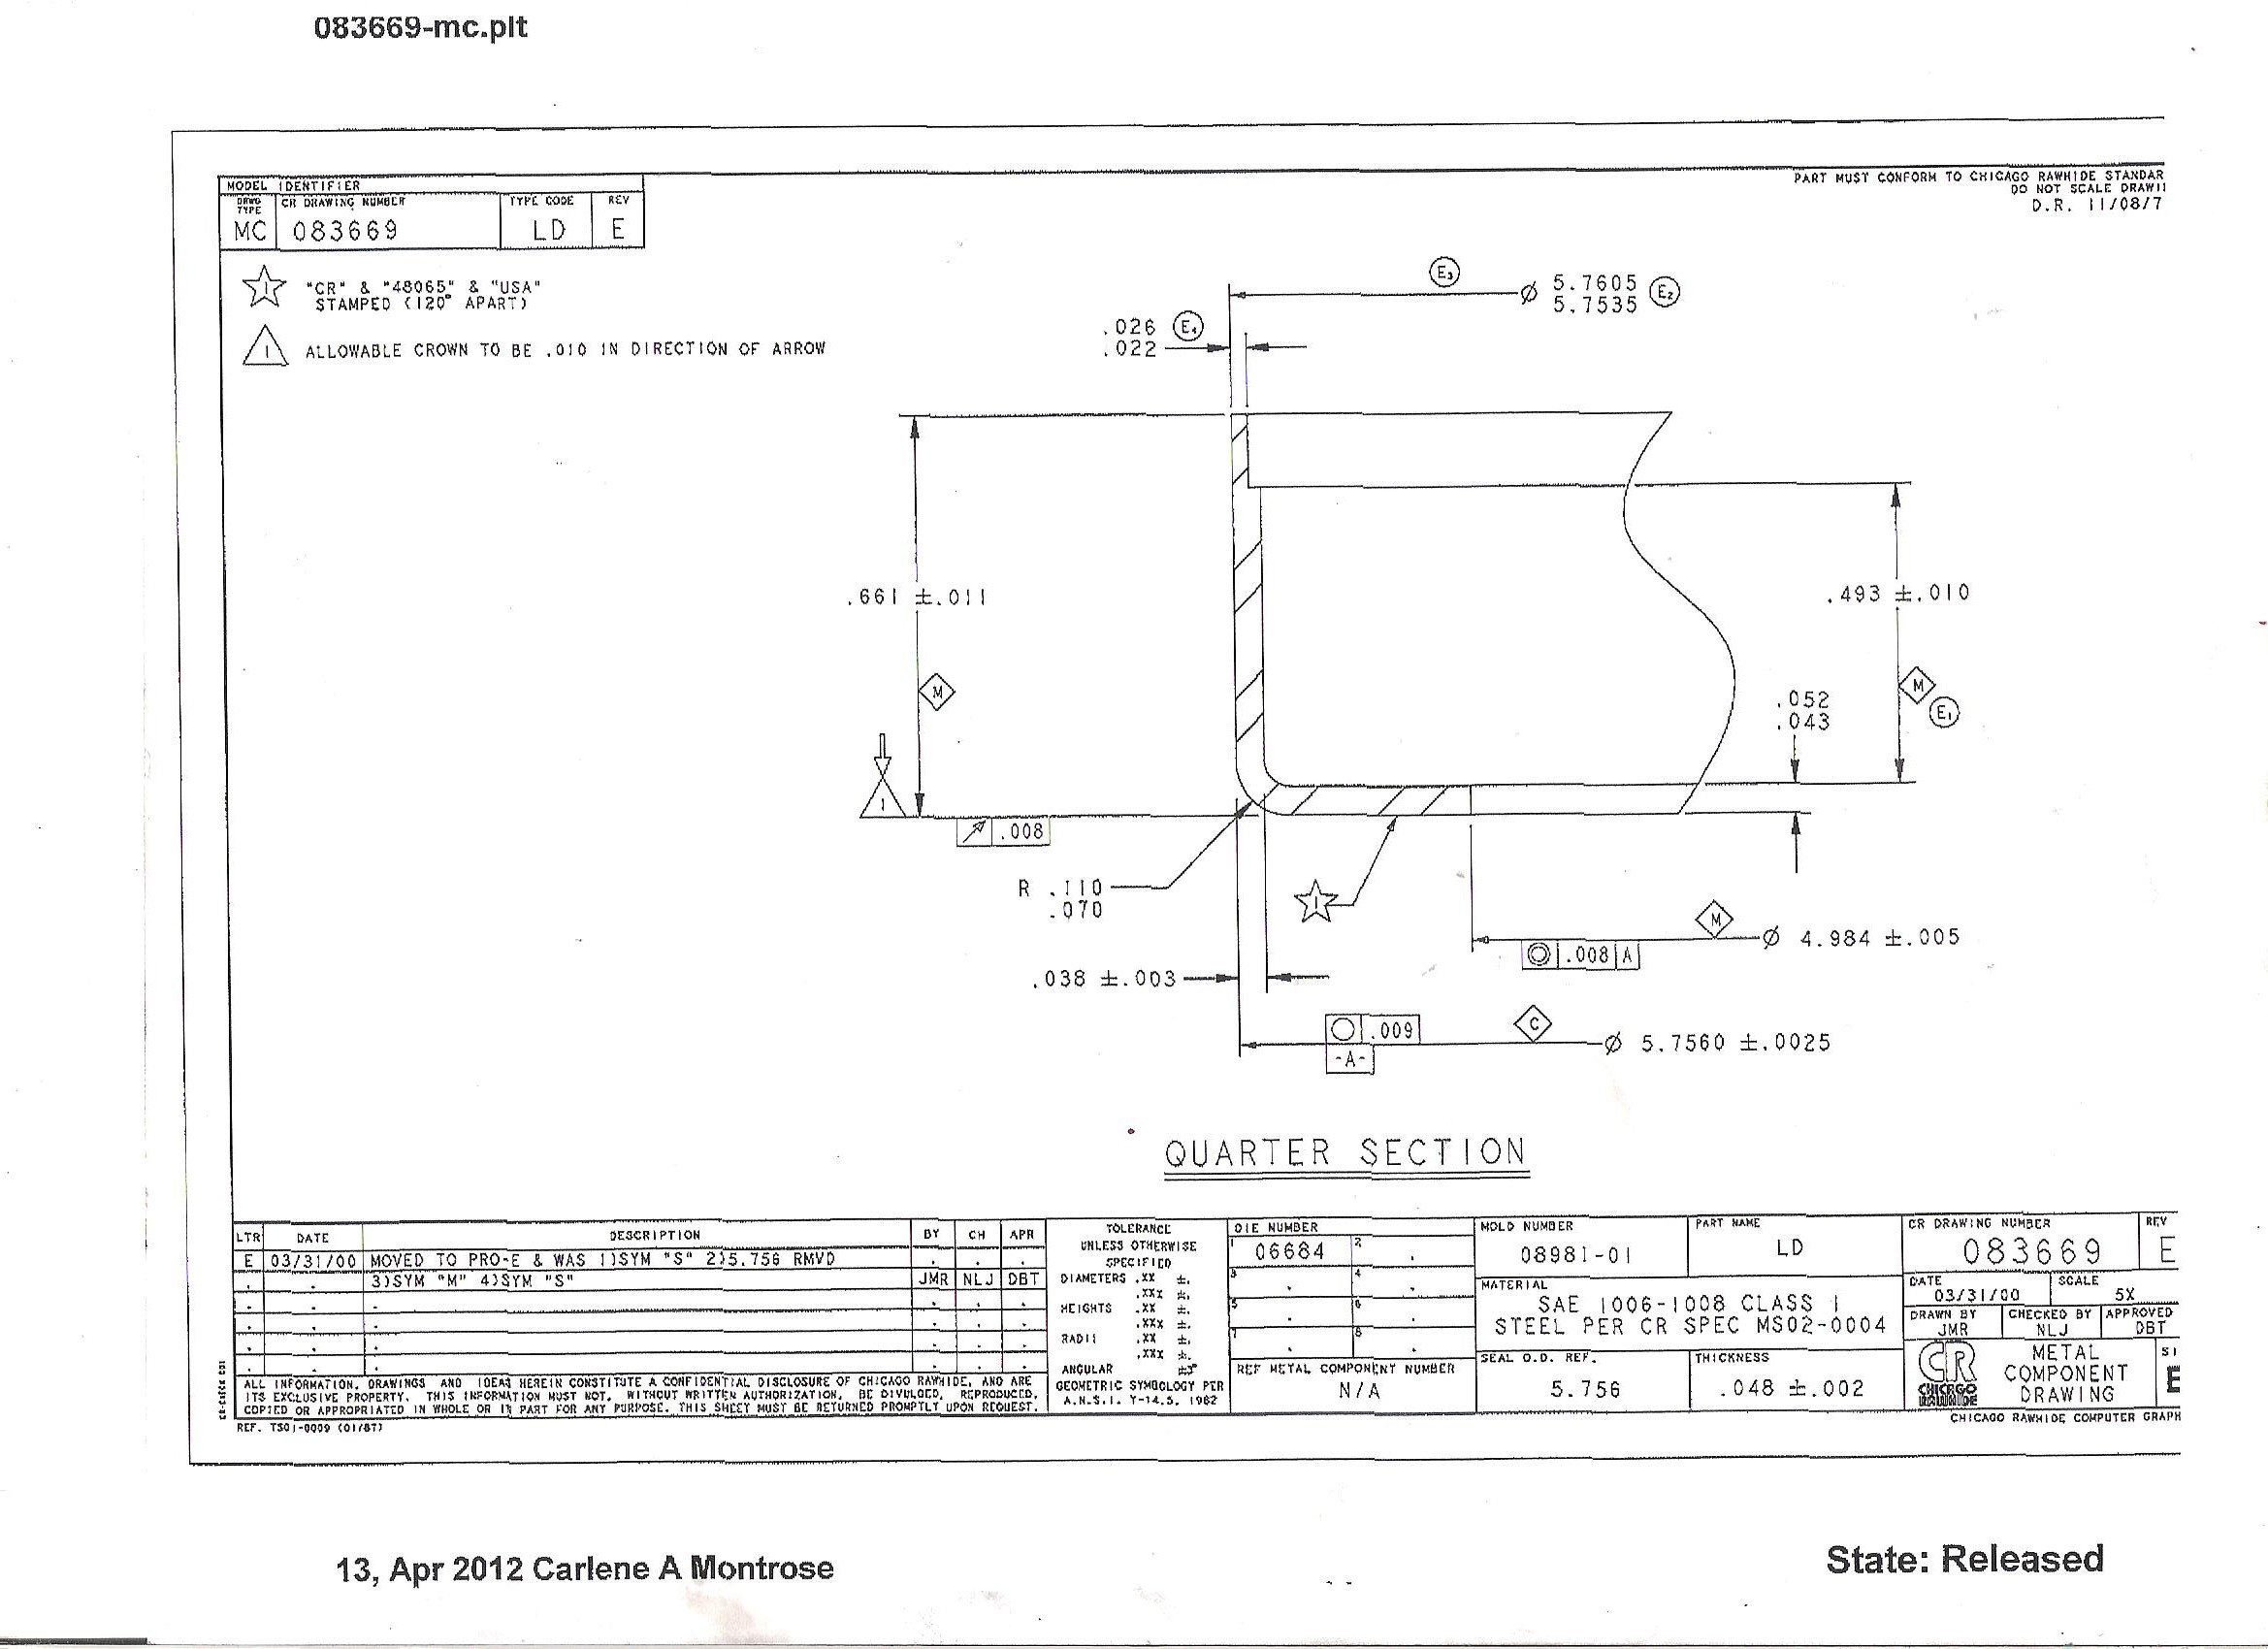 083669-mc.plt
PART MUST CONFORM TO CHICAGO RAWHIDE STANDAR
DO NOT SCALE DRAWI
D.R. 11/08/7
MODEL IDENTIFIER
DRWG TYPE
CR DRAWING NUMBER
TYPE CODE
REV
MC
083669
LD
E
1
"CR" & "48065" & "USA"
STAMPED (120° APART)
1
ALLOWABLE CROWN TO BE .010 IN DIRECTION OF ARROW
E3
Ø 5.7605
5.7535
E2
.026
.022
E4
.661 ±.011
M
.493 ±.010
M
E1
.052
.043
1
.008
R .110
.070
1
M
Ø 4.984 ±.005
.008 A
.038 ±.003
.009
-A-
C
Ø 5.7560 ±.0025
QUARTER SECTION
LTR DATE DESCRIPTION BY CH APR
E 03/31/00 MOVED TO PRO-E & WAS 1)SYM "S" 2)5.756 RMVD
3)SYM "M" 4)SYM "S" JMR NLJ DBT
ALL INFORMATION, DRAWINGS AND IDEAS HEREIN CONSTITUTE A CONFIDENTIAL DISCLOSURE OF CHICAGO RAWHIDE, AND ARE
ITS EXCLUSIVE PROPERTY. THIS INFORMATION MUST NOT, WITHOUT WRITTEN AUTHORIZATION, BE DIVULGED, REPRODUCED,
COPIED OR APPROPRIATED IN WHOLE OR IN PART FOR ANY PURPOSE. THIS SHEET MUST BE RETURNED PROMPTLY UPON REQUEST.
REF. TS01-0009 (01/87)
TOLERANCE
UNLESS OTHERWISE
SPECIFIED
DIAMETERS .XX ±.
.XXX ±.
HEIGHTS .XX ±.
.XXX ±.
RADII .XX ±.
.XXX ±.
ANGULAR ±3°
GEOMETRIC SYMBOLOGY PER
A.N.S.I. Y-14.5, 1982
DIE NUMBER
1 06684 2
3 4
5 6
7 8
REF METAL COMPONENT NUMBER
N/A
MOLD NUMBER
08981-01
PART NAME
LD
MATERIAL
SAE 1006-1008 CLASS 1
STEEL PER CR SPEC MS02-0004
SEAL O.D. REF.
5.756
THICKNESS
.048 ±.002
CR DRAWING NUMBER
083669
REV
E
DATE
03/31/00
SCALE
5X
DRAWN BY
JMR
CHECKED BY
NLJ
APPROVED
DBT
CR
CHICAGO
RAWHIDE
METAL
COMPONENT
DRAWING
SI
CHICAGO RAWHIDE COMPUTER GRAPH
13, Apr 2012 Carlene A Montrose
State: Released